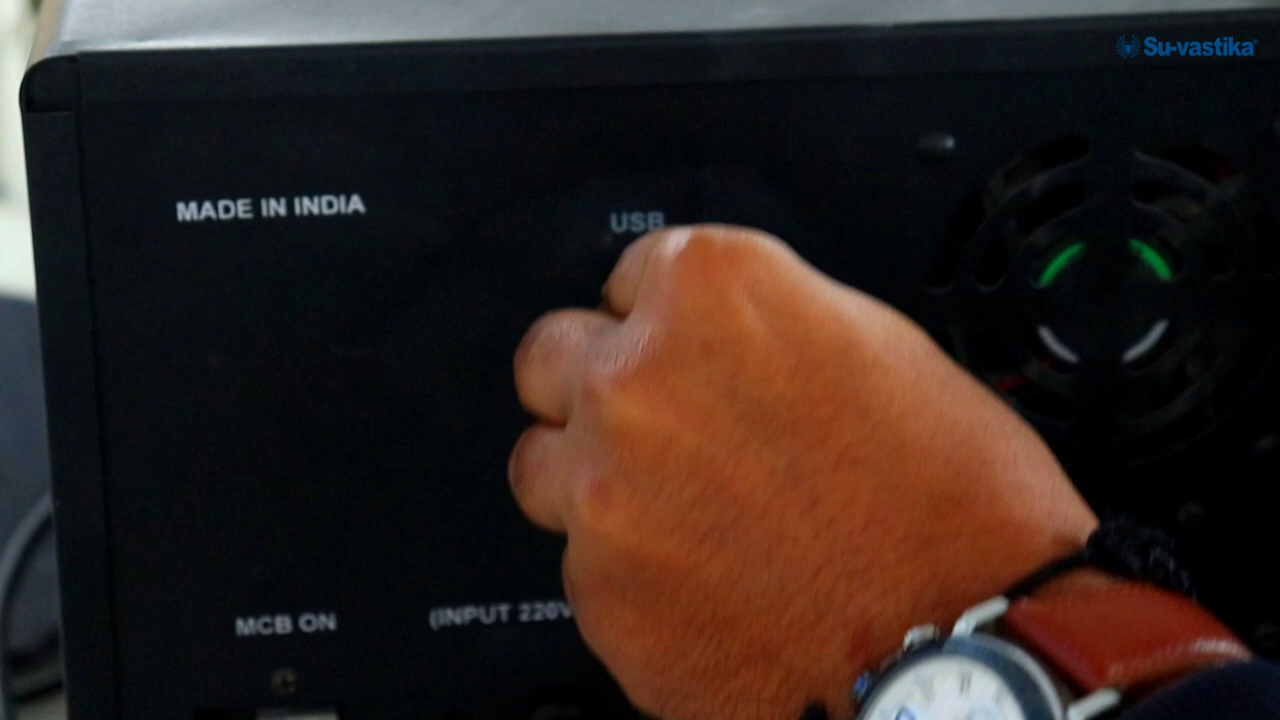 Su-vastika
MADE IN INDIA
USB
MCB ON
(INPUT 220V